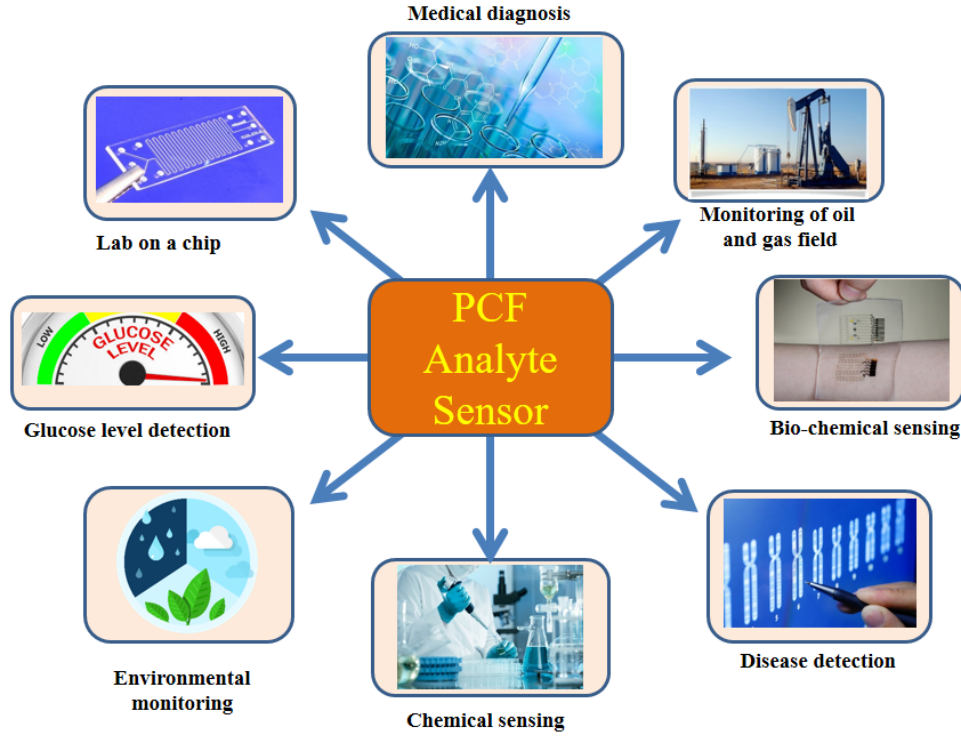 Medical diagnosis
Lab on a chip
Monitoring of oil
and gas field
PCF
Analyte
Sensor
LOW
GLUCOSE
LEVEL
HIGH
Glucose level detection
Bio-chemical sensing
Environmental
monitoring
Chemical sensing
Disease detection